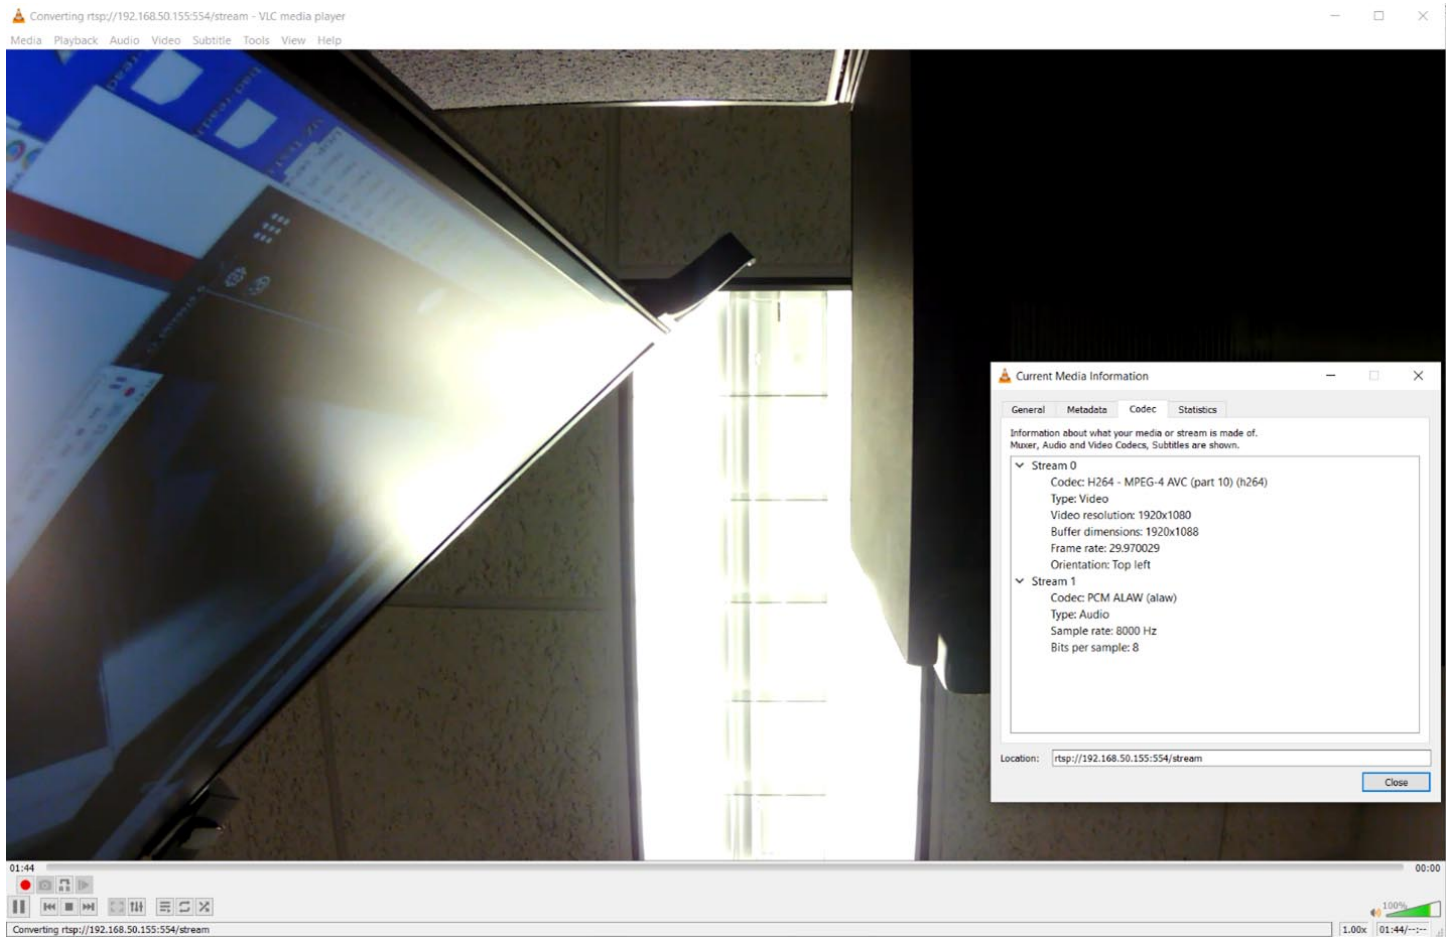 Converting rtsp://192.168.50.155:554/stream - VLC media player
Media Playback Audio Video Subtitle Tools View Help
Current Media Information
General Metadata Codec Statistics
Information about what your media or stream is made of.
Muxer, Audio and Video Codecs, Subtitles are shown.
Stream 0
Codec: H264 - MPEG-4 AVC (part 10) (h264)
Type: Video
Video resolution: 1920x1080
Buffer dimensions: 1920x1088
Frame rate: 29.970029
Orientation: Top left
Stream 1
Codec: PCM ALAW (alaw)
Type: Audio
Sample rate: 8000 Hz
Bits per sample: 8
Location: rtsp://192.168.50.155:554/stream
Close
01:44 00:00
100%
Converting rtsp://192.168.50.155:554/stream 1.00x 01:44/--:--